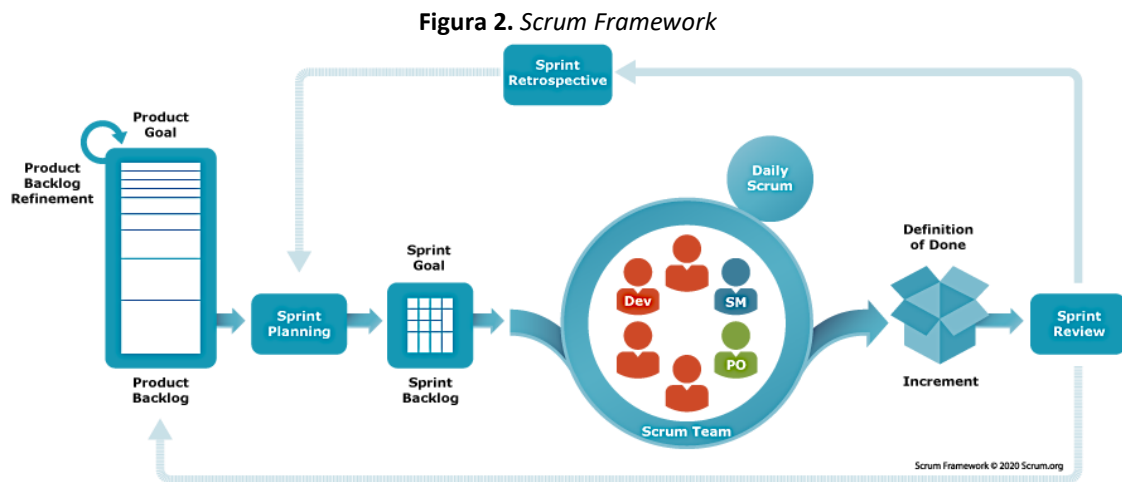 Figura 2. Scrum Framework
Sprint
Retrospective
Product
Goal
Product
Backlog
Refinement
Daily
Scrum
Sprint
Goal
Definition
of Done
Dev
SM
Sprint
Planning
Sprint
Review
PO
Product
Backlog
Sprint
Backlog
Increment
Scrum Team
Scrum Framework © 2020 Scrum.org